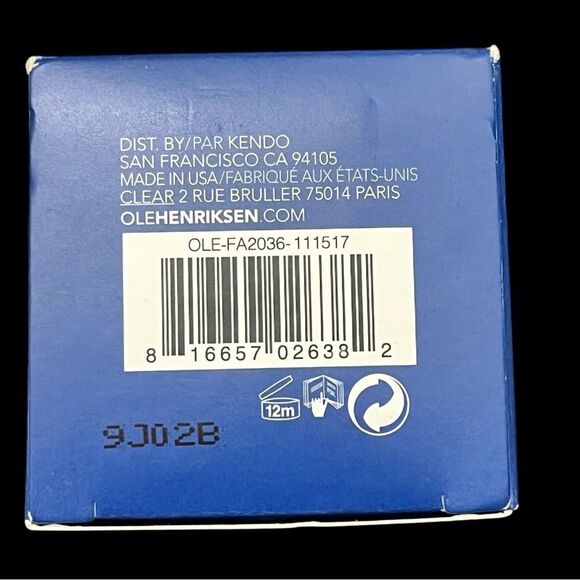 DIST. BY/PAR KENDO
SAN FRANCISCO CA 94105
MADE IN USA/FABRIQUÉ AUX ÉTATS-UNIS
CLEAR 2 RUE BRULLER 75014 PARIS
OLEHENRIKSEN.COM
OLE-FA2036-111517
8 16657 02638 2
12m
9J02B